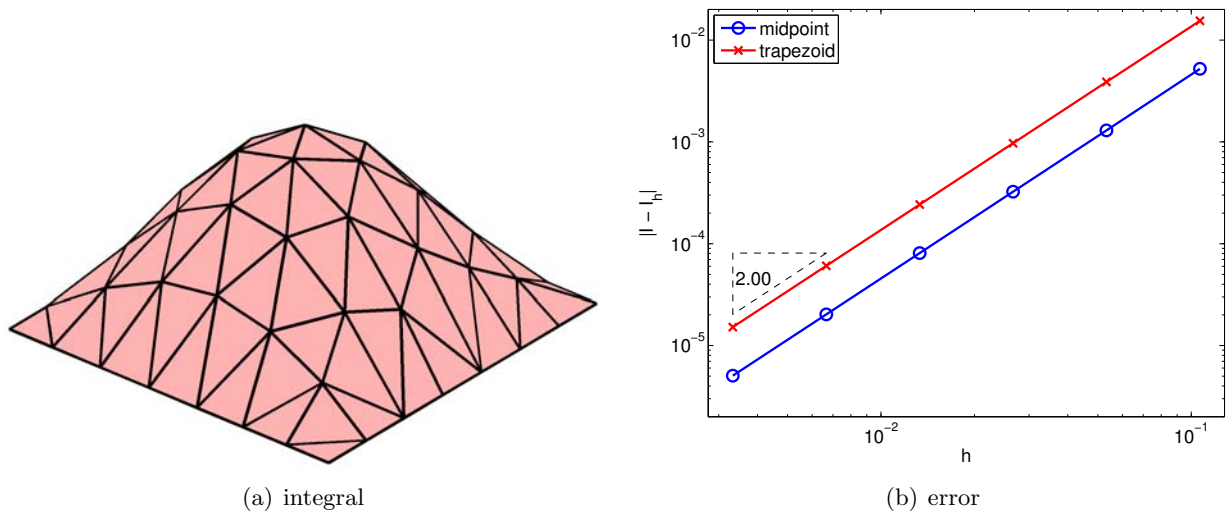 midpoint
trapezoid
10^-2
10^-3
10^-4
10^-5
|I − I_h|
2.00
10^-2
10^-1
h
(a) integral
(b) error